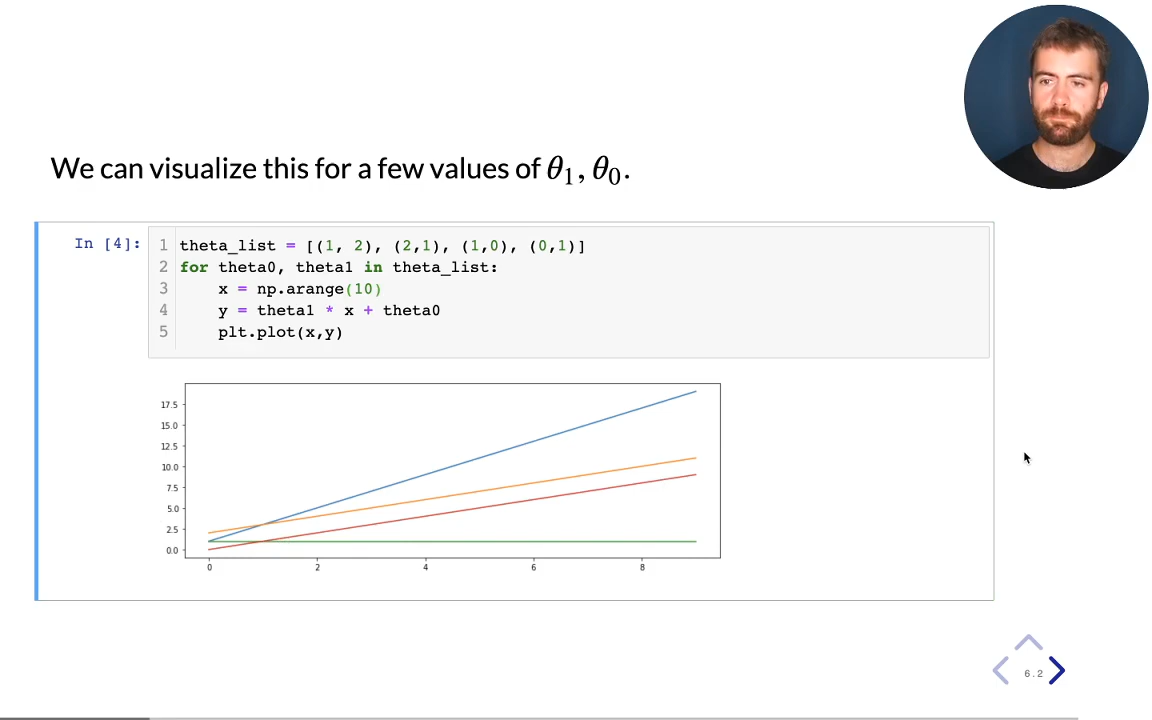 We can visualize this for a few values of θ₁, θ₀.
In [4]:
1 theta_list = [(1, 2), (2,1), (1,0), (0,1)]
2 for theta0, theta1 in theta_list:
3     x = np.arange(10)
4     y = theta1 * x + theta0
5     plt.plot(x,y)
17.5
15.0
12.5
10.0
7.5
5.0
2.5
0.0
0 2 4 6 8
6.2